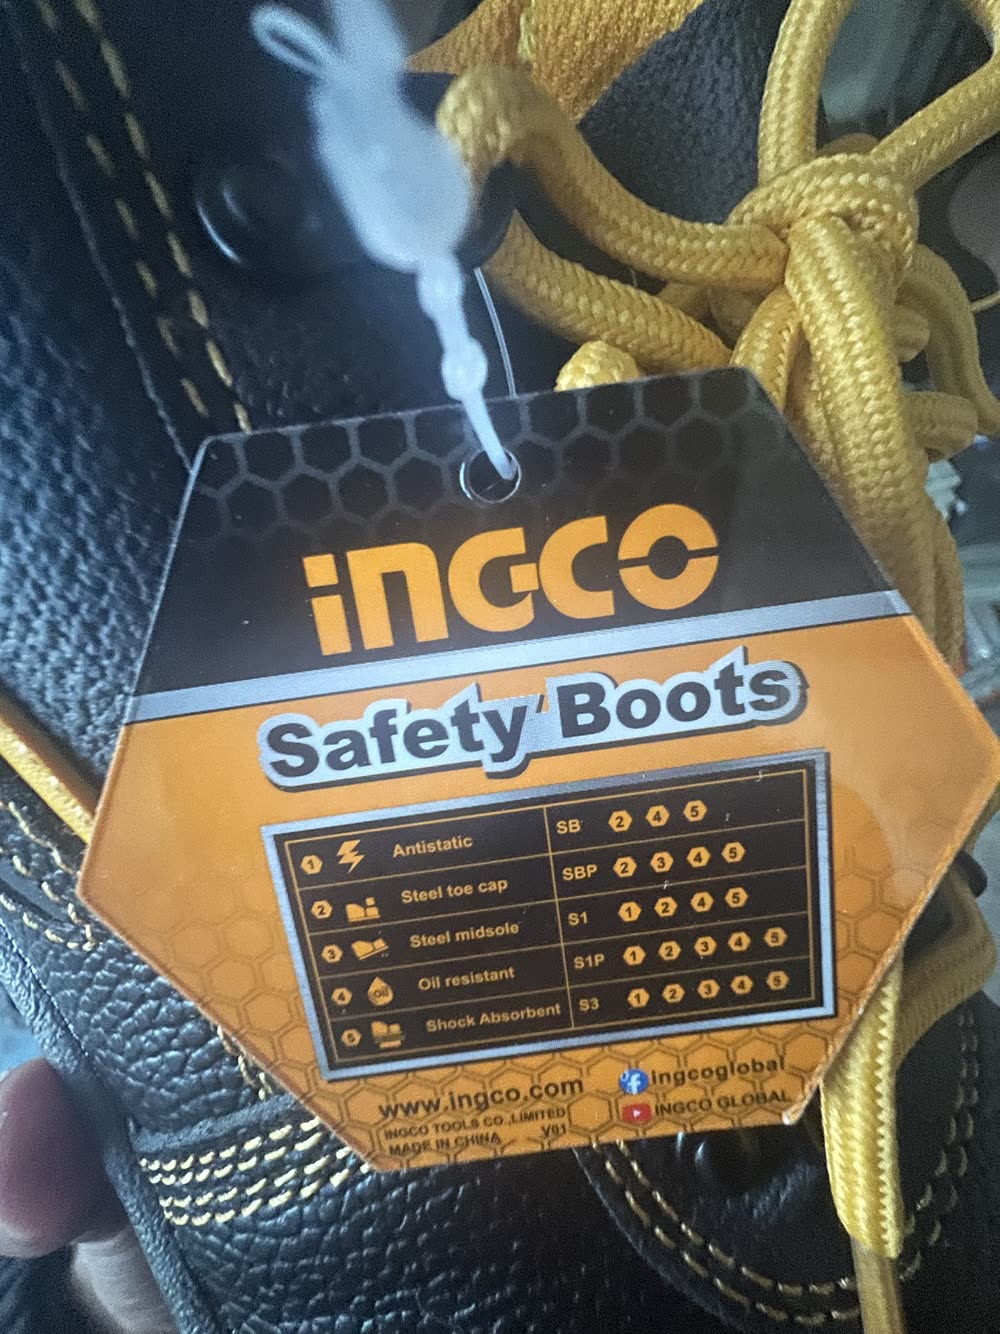 INGCO
Safety Boots
1 Antistatic
2 Steel toe cap
3 Steel midsole
4 oil Oil resistant
5 Shock Absorbent
SB 2 4 5
SBP 2 3 4 5
S1 1 2 4 5
S1P 1 2 3 4 5
S3 1 2 3 4 5
www.ingco.com
ingcoglobal
INGCO TOOLS CO.,LIMITED
INGCO GLOBAL
MADE IN CHINA V01